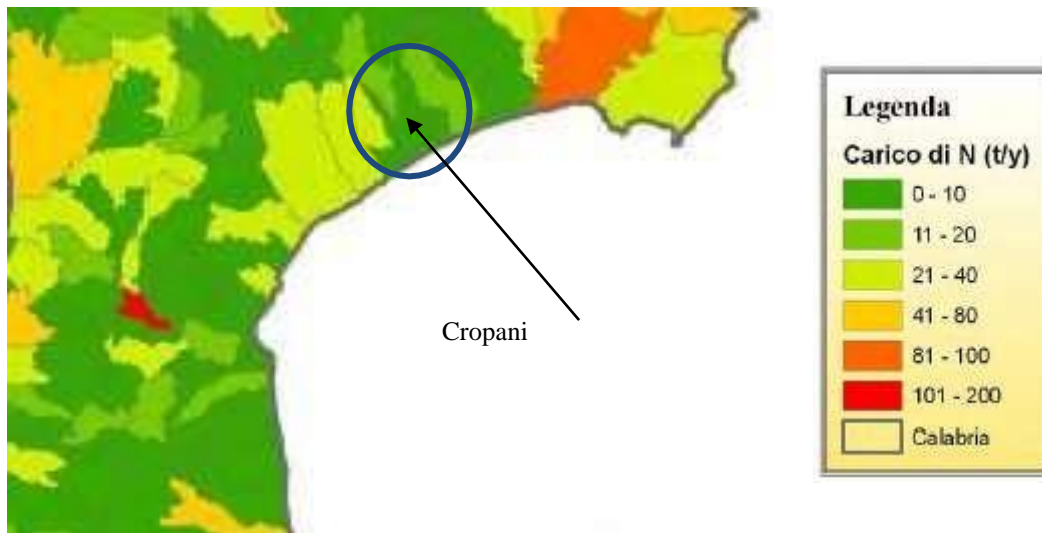 Cropani
Legenda
Carico di N (t/y)
0 - 10
11 - 20
21 - 40
41 - 80
81 - 100
101 - 200
Calabria